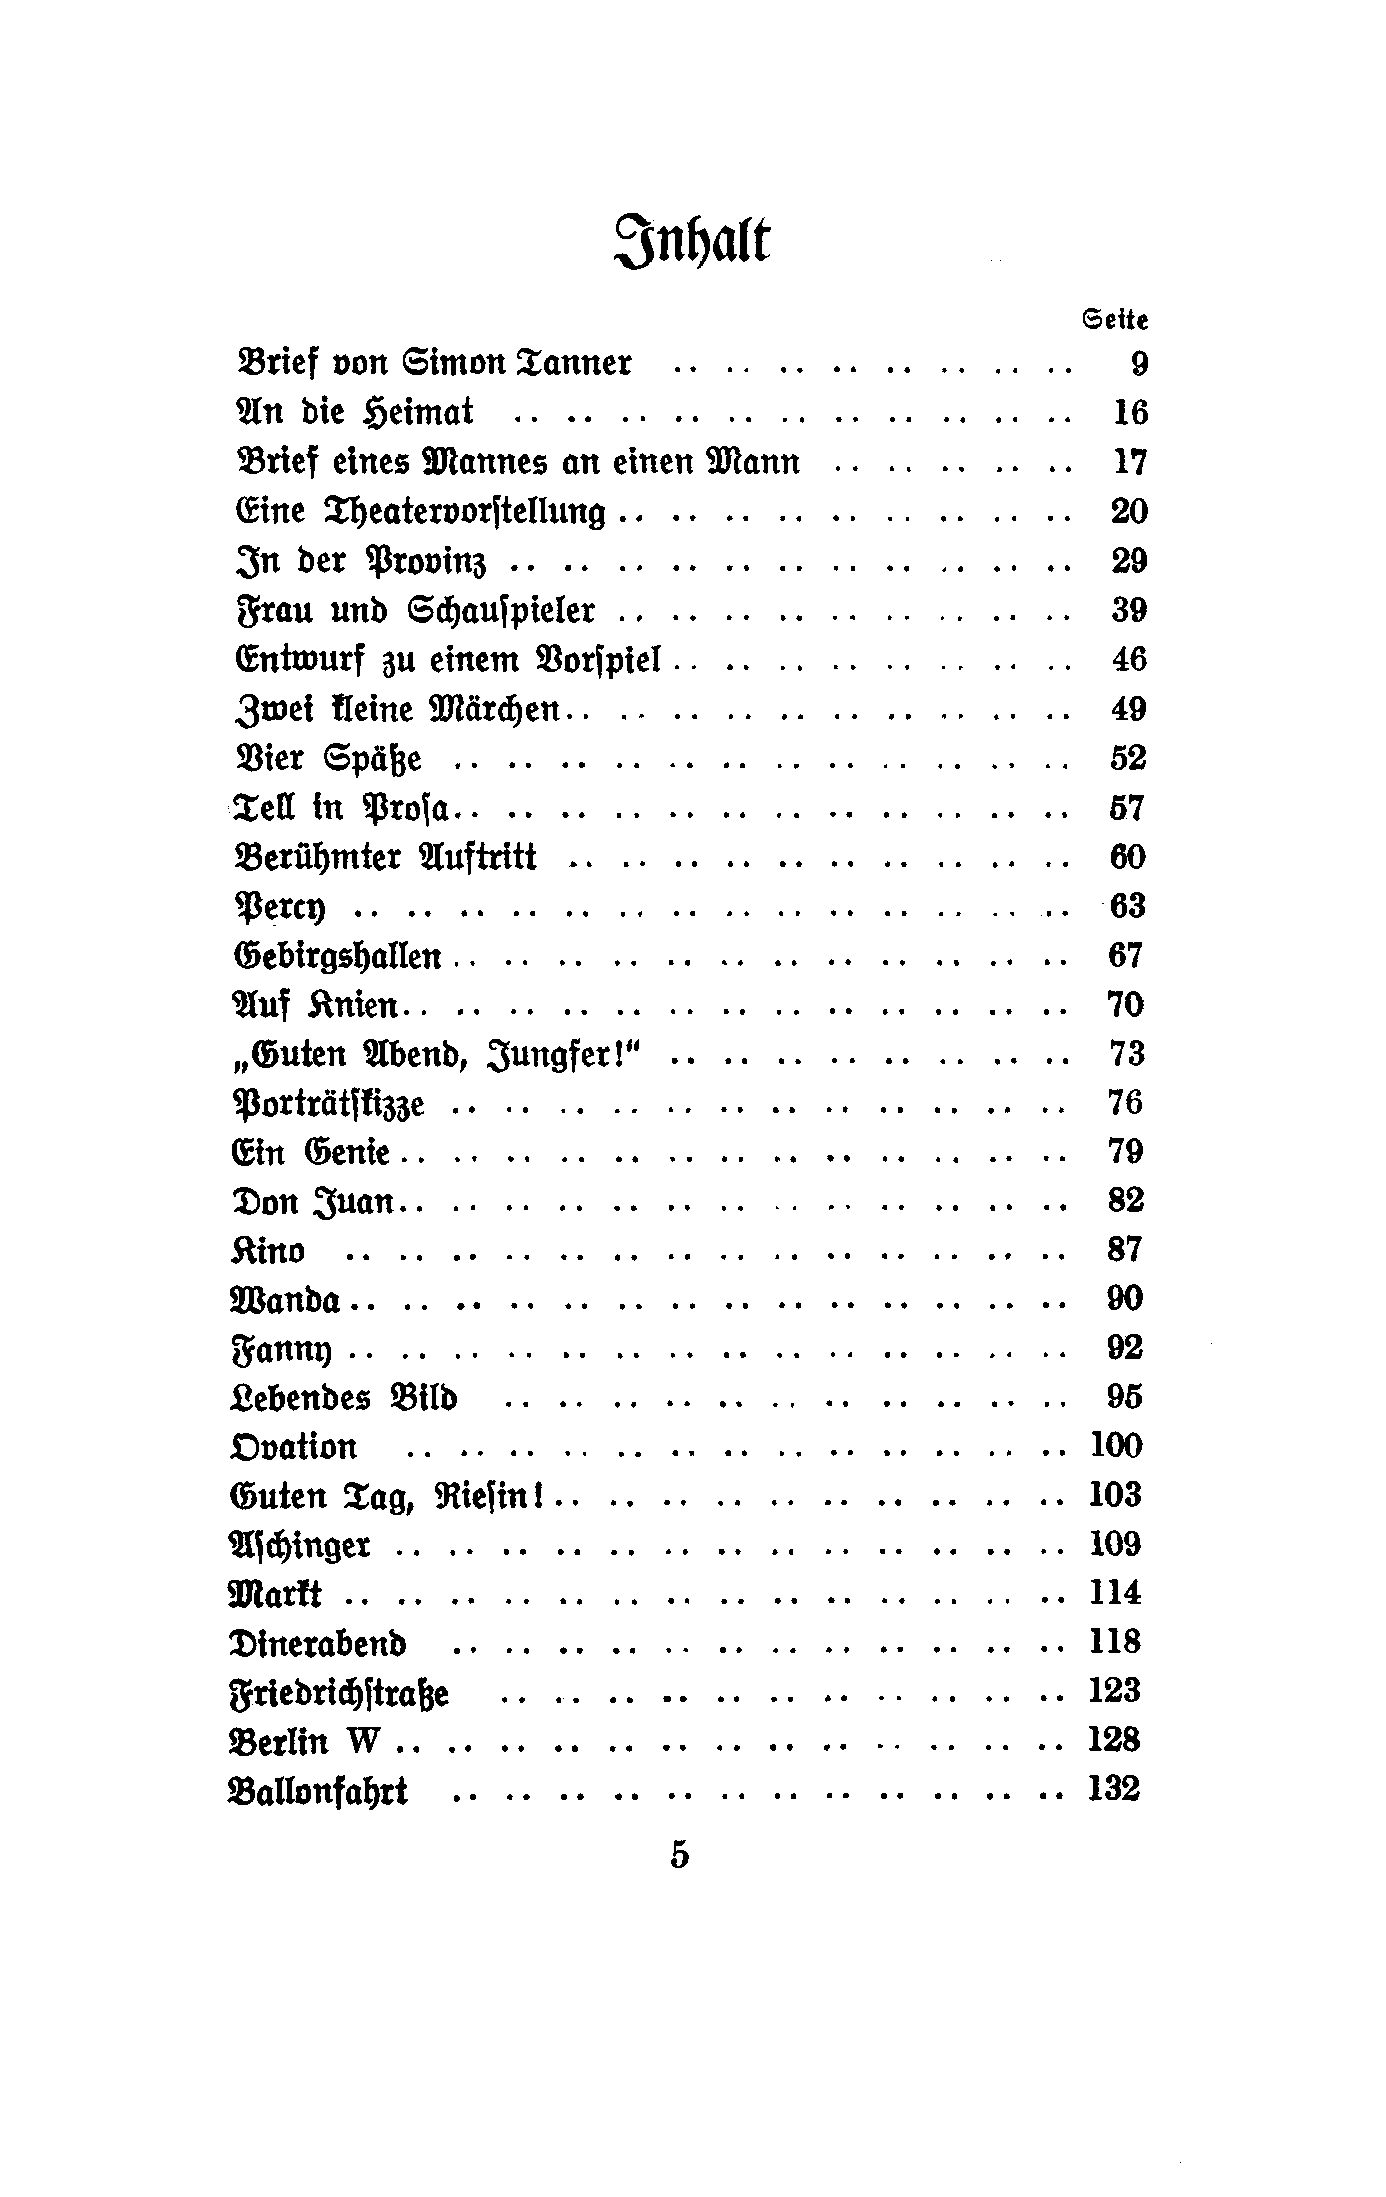 Inhalt
Seite
Brief von Simon Tanner .. .. .. .. .. .. .. .. 9
An die Heimat .. .. .. .. .. .. .. .. .. .. .. 16
Brief eines Mannes an einen Mann .. .. .. .. .. 17
Eine Theatervorſtellung .. .. .. .. .. .. .. .. .. 20
In der Provinz .. .. .. .. .. .. .. .. .. .. .. 29
Frau und Schauſpieler .. .. .. .. .. .. .. .. .. 39
Entwurf zu einem Vorſpiel .. .. .. .. .. .. .. .. 46
Zwei kleine Märchen .. .. .. .. .. .. .. .. .. .. 49
Vier Späße .. .. .. .. .. .. .. .. .. .. .. .. 52
Tell in Proſa .. .. .. .. .. .. .. .. .. .. .. .. 57
Berühmter Auftritt .. .. .. .. .. .. .. .. .. .. 60
Percy .. .. .. .. .. .. .. .. .. .. .. .. .. .. 63
Gebirgshallen .. .. .. .. .. .. .. .. .. .. .. .. 67
Auf Knien .. .. .. .. .. .. .. .. .. .. .. .. .. 70
„Guten Abend, Jungfer!“ .. .. .. .. .. .. .. .. 73
Porträtſkizze .. .. .. .. .. .. .. .. .. .. .. .. 76
Ein Genie .. .. .. .. .. .. .. .. .. .. .. .. .. 79
Don Juan .. .. .. .. .. .. .. .. .. .. .. .. .. 82
Kino .. .. .. .. .. .. .. .. .. .. .. .. .. .. 87
Wanda .. .. .. .. .. .. .. .. .. .. .. .. .. .. 90
Fanny .. .. .. .. .. .. .. .. .. .. .. .. .. .. 92
Lebendes Bild .. .. .. .. .. .. .. .. .. .. .. 95
Ovation .. .. .. .. .. .. .. .. .. .. .. .. .. 100
Guten Tag, Rieſin! .. .. .. .. .. .. .. .. .. .. 103
Aſchinger .. .. .. .. .. .. .. .. .. .. .. .. .. 109
Markt .. .. .. .. .. .. .. .. .. .. .. .. .. .. 114
Dinerabend .. .. .. .. .. .. .. .. .. .. .. .. 118
Friedrichſtraße .. .. .. .. .. .. .. .. .. .. .. 123
Berlin W .. .. .. .. .. .. .. .. .. .. .. .. .. 128
Ballonfahrt .. .. .. .. .. .. .. .. .. .. .. .. 132
5